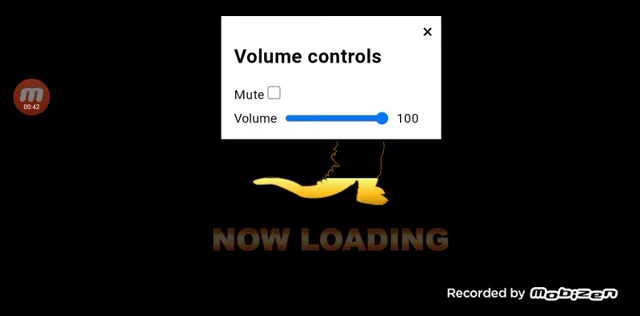 ×
Volume controls
Mute
Volume 100
m
00:42
NOW LOADING
Recorded by mobizen